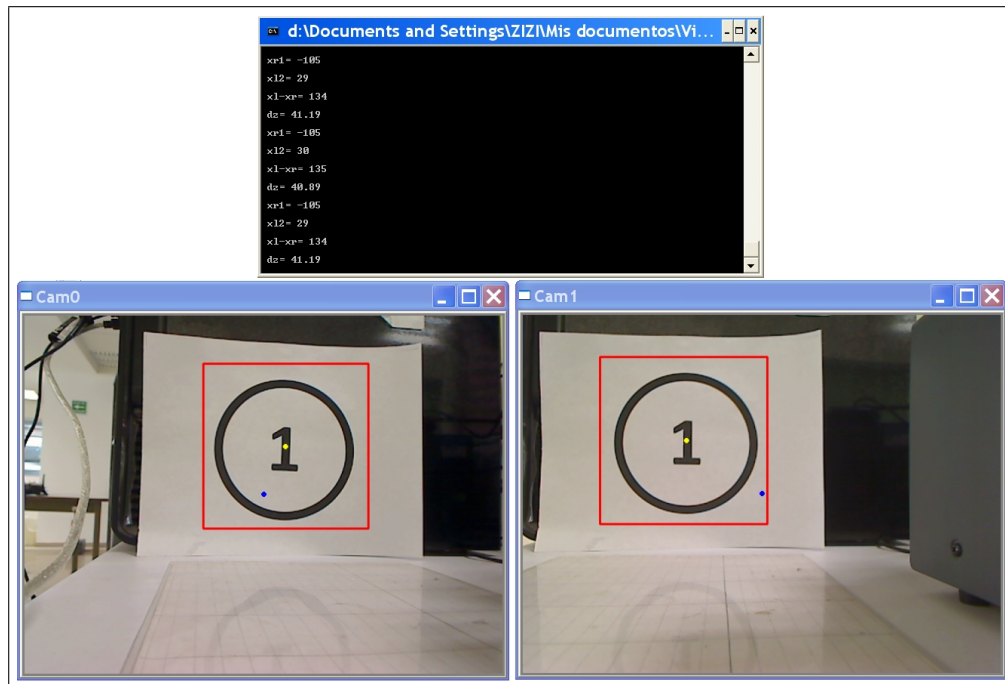 d:\Documents and Settings\ZIZI\Mis documentos\Vi...
xr1= -105
xl2= 29
xl-xr= 134
dz= 41.19
xr1= -105
xl2= 30
xl-xr= 135
dz= 40.89
xr1= -105
xl2= 29
xl-xr= 134
dz= 41.19
Cam0
Cam1
1
1